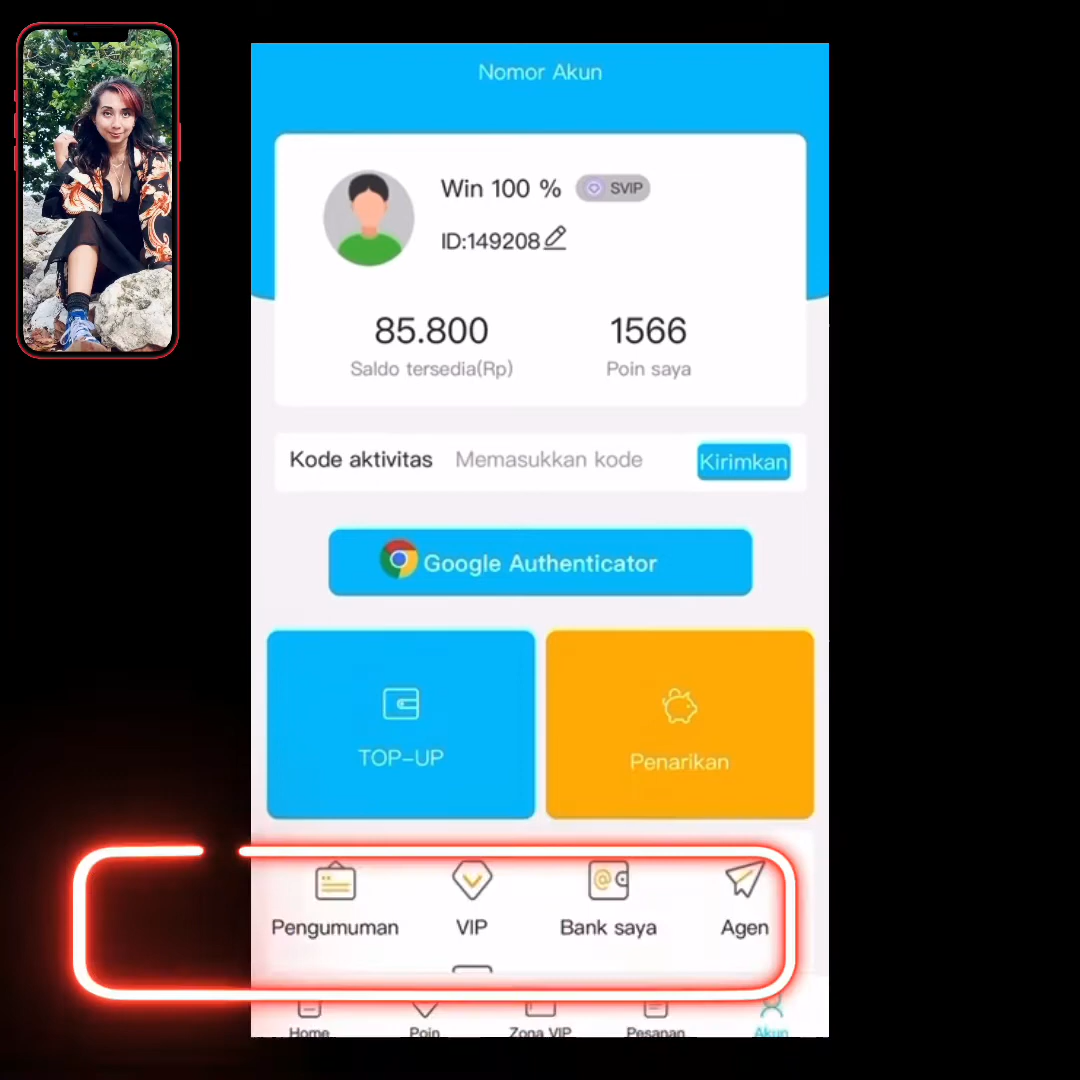 Nomor Akun
Win 100 %
SVIP
ID:149208
85.800
1566
Saldo tersedia(Rp)
Poin saya
Kode aktivitas
Memasukkan kode
Kirimkan
Google Authenticator
TOP-UP
Penarikan
Pengumuman
VIP
Bank saya
Agen
Home
Poin
Zona VIP
Pesanan
Akun